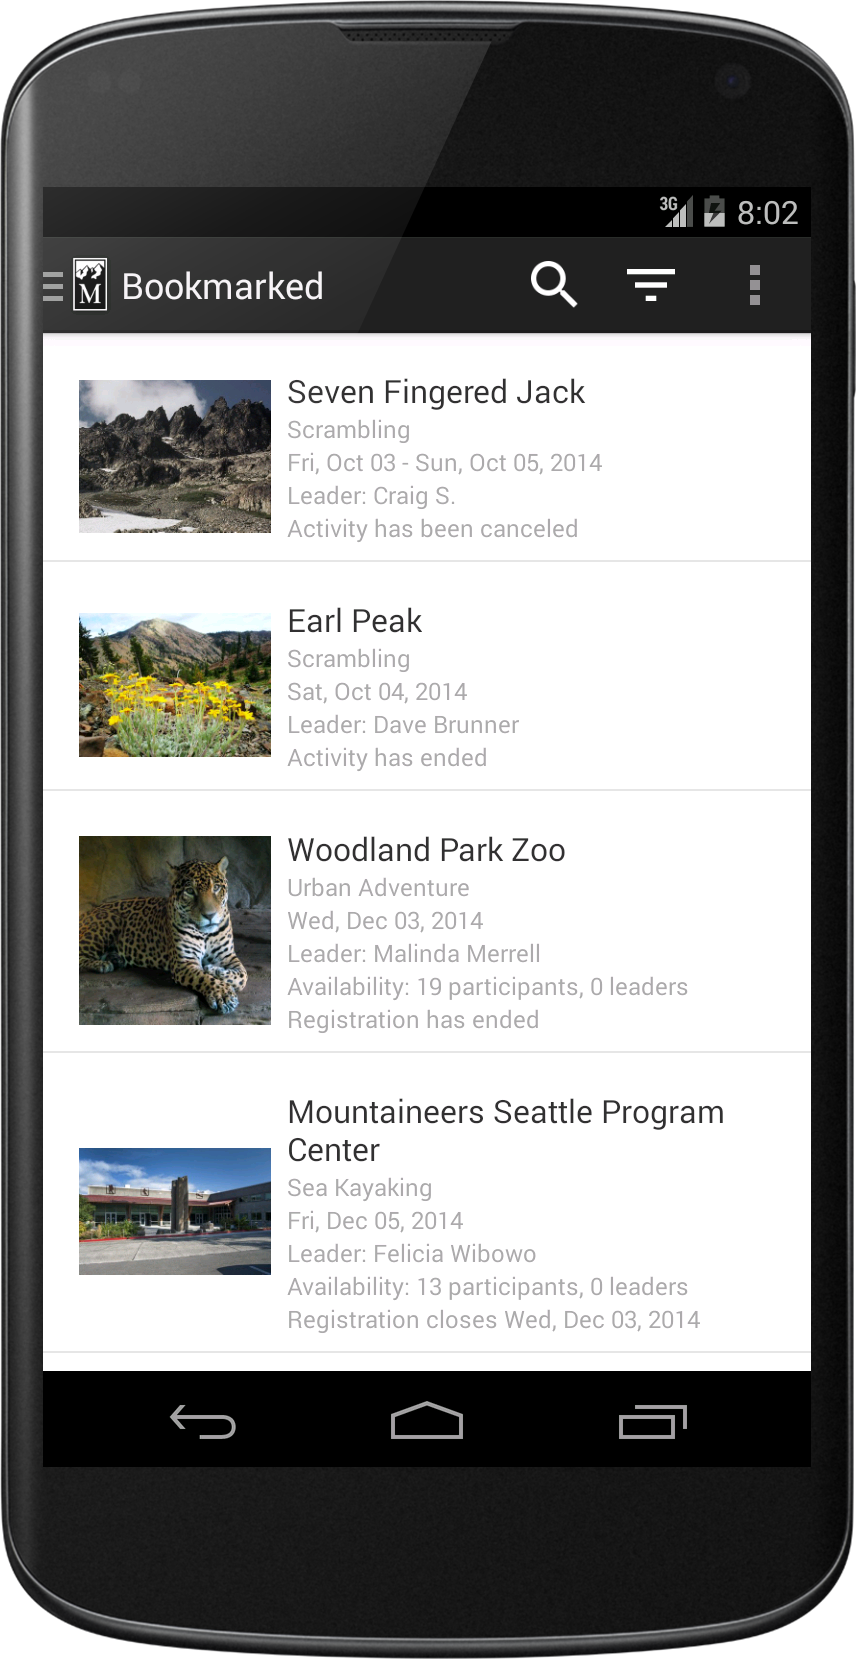 3G 8:02
M Bookmarked
Seven Fingered Jack
Scrambling
Fri, Oct 03 - Sun, Oct 05, 2014
Leader: Craig S.
Activity has been canceled
Earl Peak
Scrambling
Sat, Oct 04, 2014
Leader: Dave Brunner
Activity has ended
Woodland Park Zoo
Urban Adventure
Wed, Dec 03, 2014
Leader: Malinda Merrell
Availability: 19 participants, 0 leaders
Registration has ended
Mountaineers Seattle Program
Center
Sea Kayaking
Fri, Dec 05, 2014
Leader: Felicia Wibowo
Availability: 13 participants, 0 leaders
Registration closes Wed, Dec 03, 2014